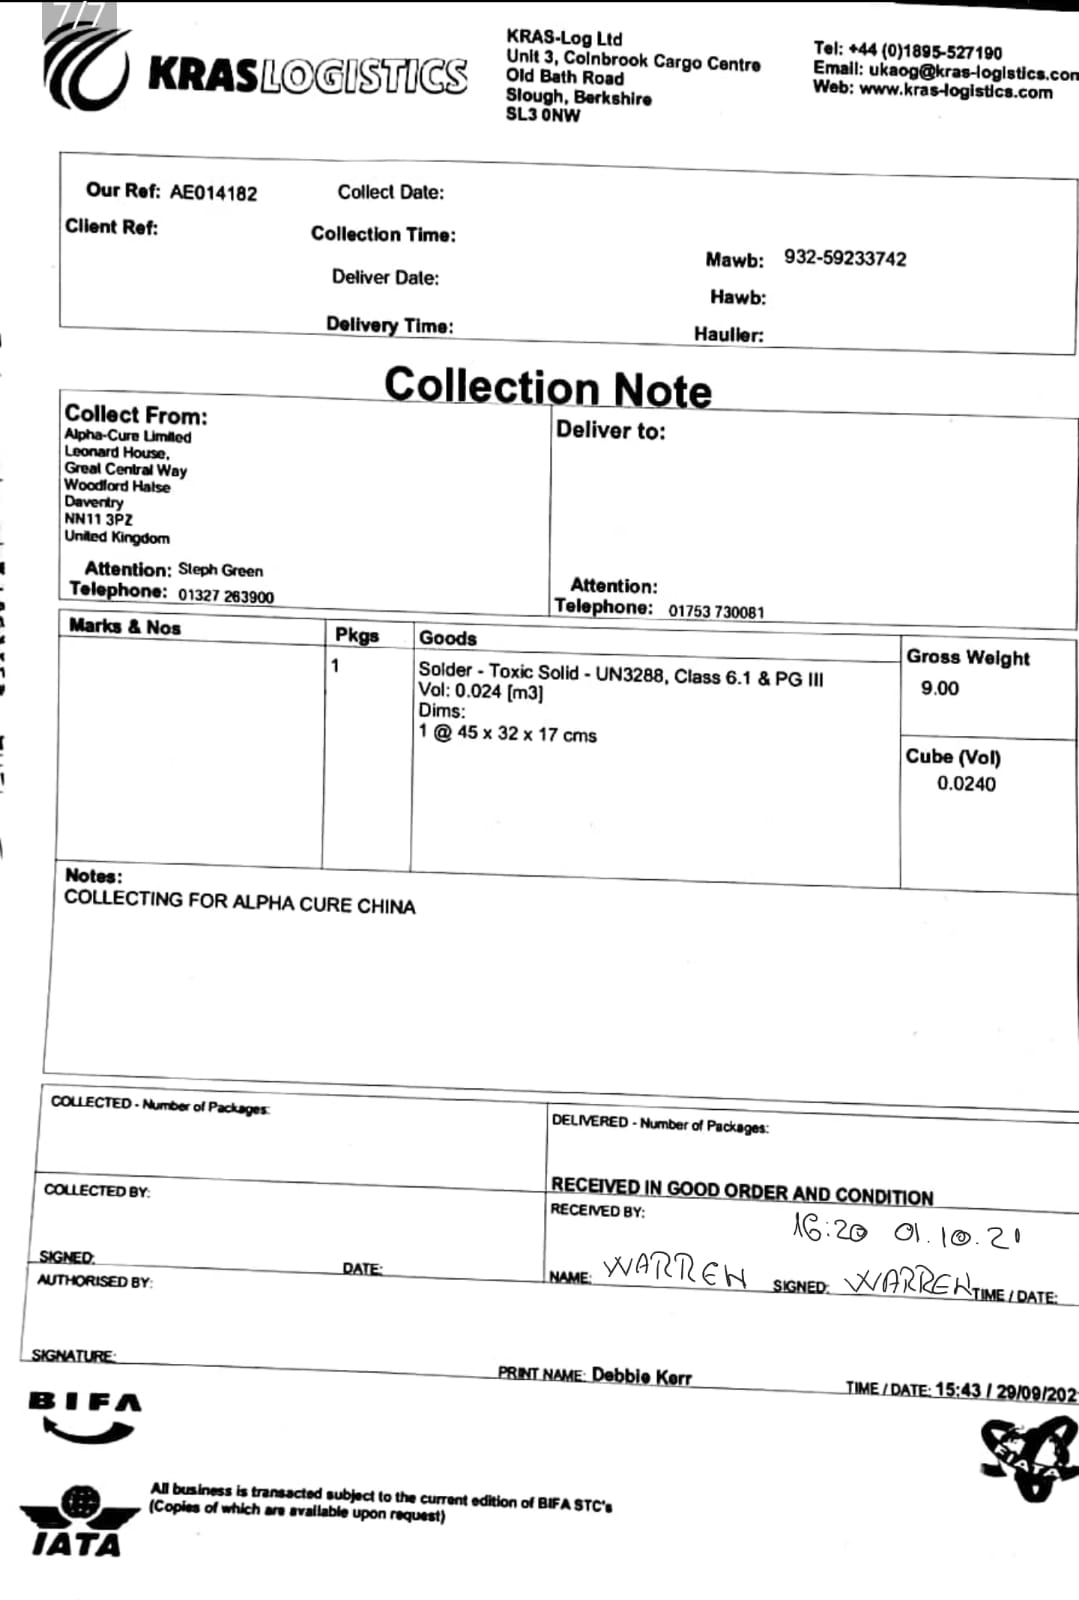 7/7
KRAS LOGISTICS
KRAS-Log Ltd
Unit 3, Colnbrook Cargo Centre
Old Bath Road
Slough, Berkshire
SL3 0NW
Tel: +44 (0)1895-527190
Email: ukaog@kras-logistics.com
Web: www.kras-logistics.com
Our Ref: AE014182
Client Ref:
Collect Date:
Collection Time:
Deliver Date:
Delivery Time:
Mawb: 932-59233742
Hawb:
Haulier:
Collection Note
Collect From:
Alpha-Cure Limited
Leonard House,
Great Central Way
Woodford Halse
Daventry
NN11 3PZ
United Kingdom
Attention: Steph Green
Telephone: 01327 263900
Deliver to:
Attention:
Telephone: 01753 730081
Marks & Nos
Pkgs
1
Goods
Solder - Toxic Solid - UN3288, Class 6.1 & PG III
Vol: 0.024 [m3]
Dims:
1 @ 45 x 32 x 17 cms
Gross Weight
9.00
Cube (Vol)
0.0240
Notes:
COLLECTING FOR ALPHA CURE CHINA
COLLECTED - Number of Packages:
DELIVERED - Number of Packages:
COLLECTED BY:
RECEIVED IN GOOD ORDER AND CONDITION
RECEIVED BY:
16:20 01.10.21
SIGNED: DATE:
NAME: WARREN SIGNED: WARREN TIME / DATE:
AUTHORISED BY:
SIGNATURE: PRINT NAME: Debbie Kerr TIME / DATE: 15:43 / 29/09/202
BIFA
FIATA
IATA
All business is transacted subject to the current edition of BIFA STC's
(Copies of which are available upon request)